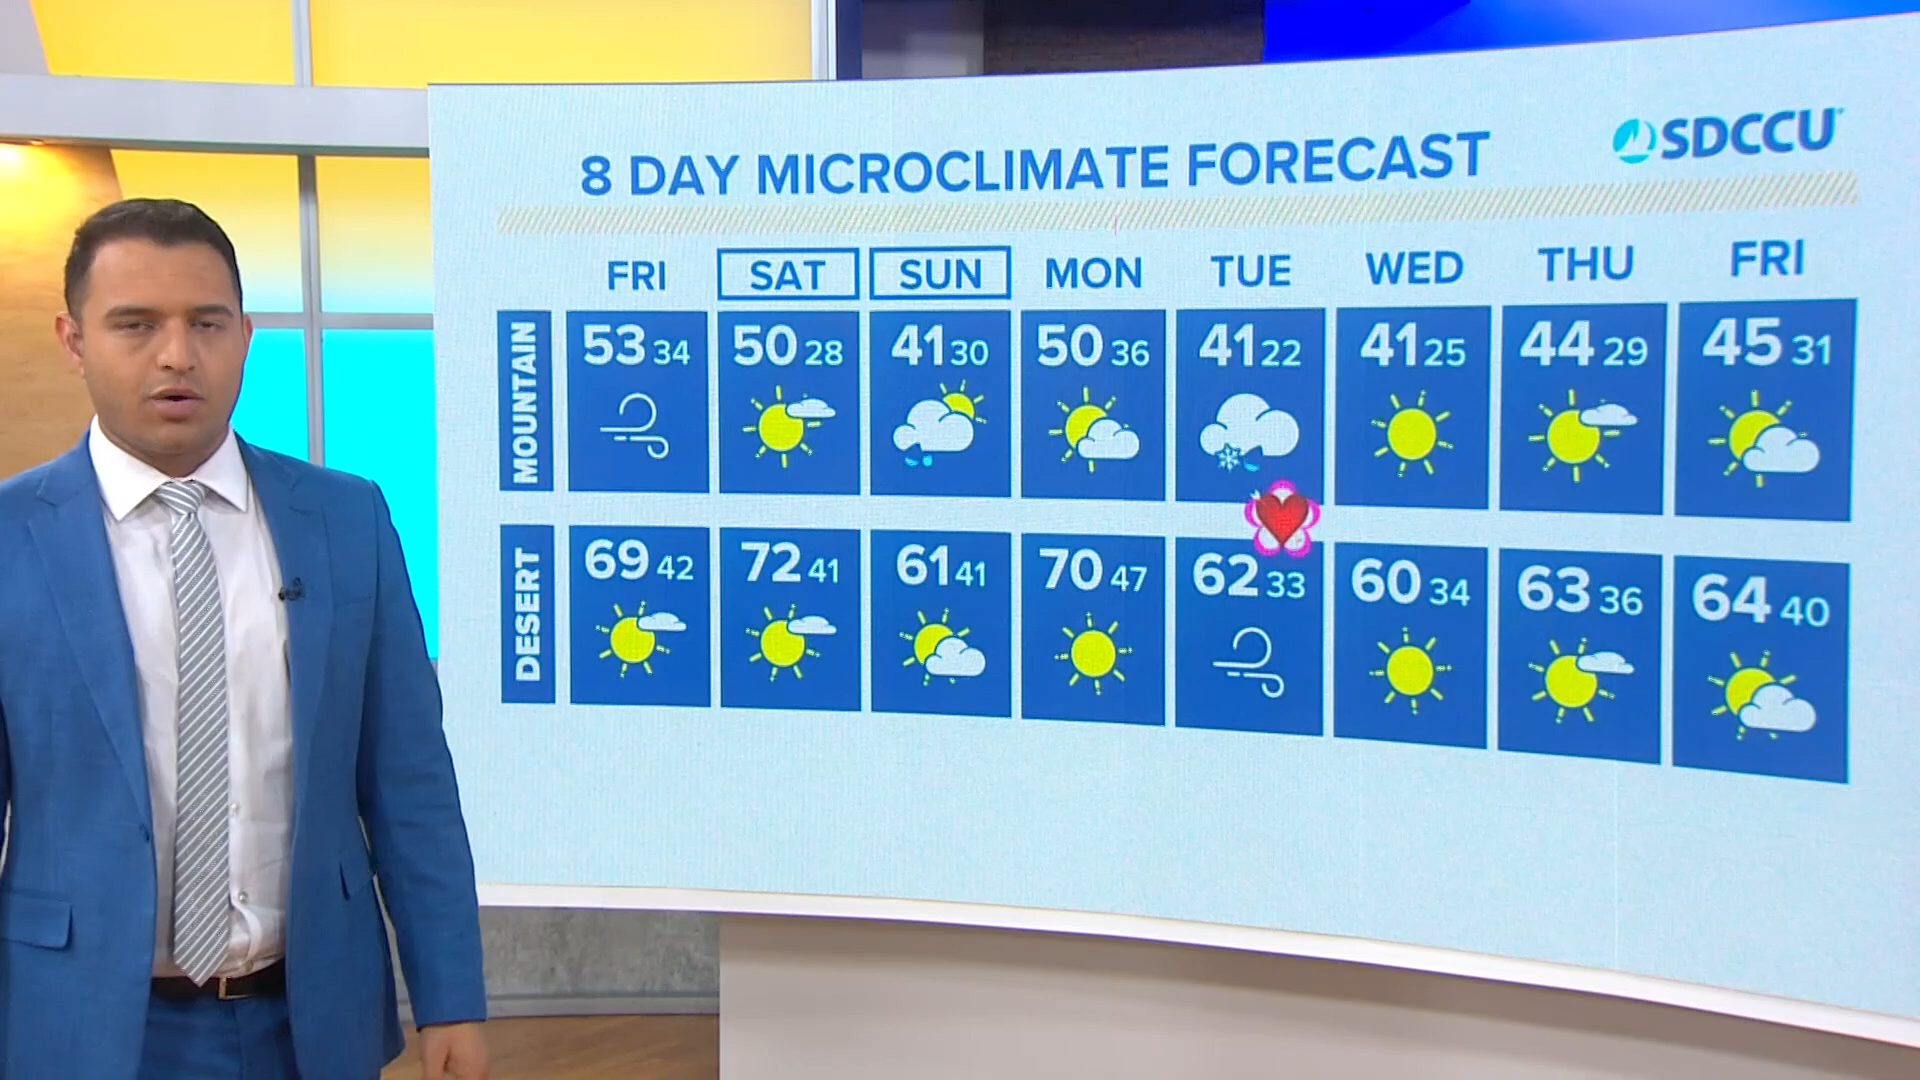 SDCCU
8 DAY MICROCLIMATE FORECAST
FRI SAT SUN MON TUE WED THU FRI
MOUNTAIN
53 34 50 28 41 30 50 36 41 22 41 25 44 29 45 31
DESERT
69 42 72 41 61 41 70 47 62 33 60 34 63 36 64 40